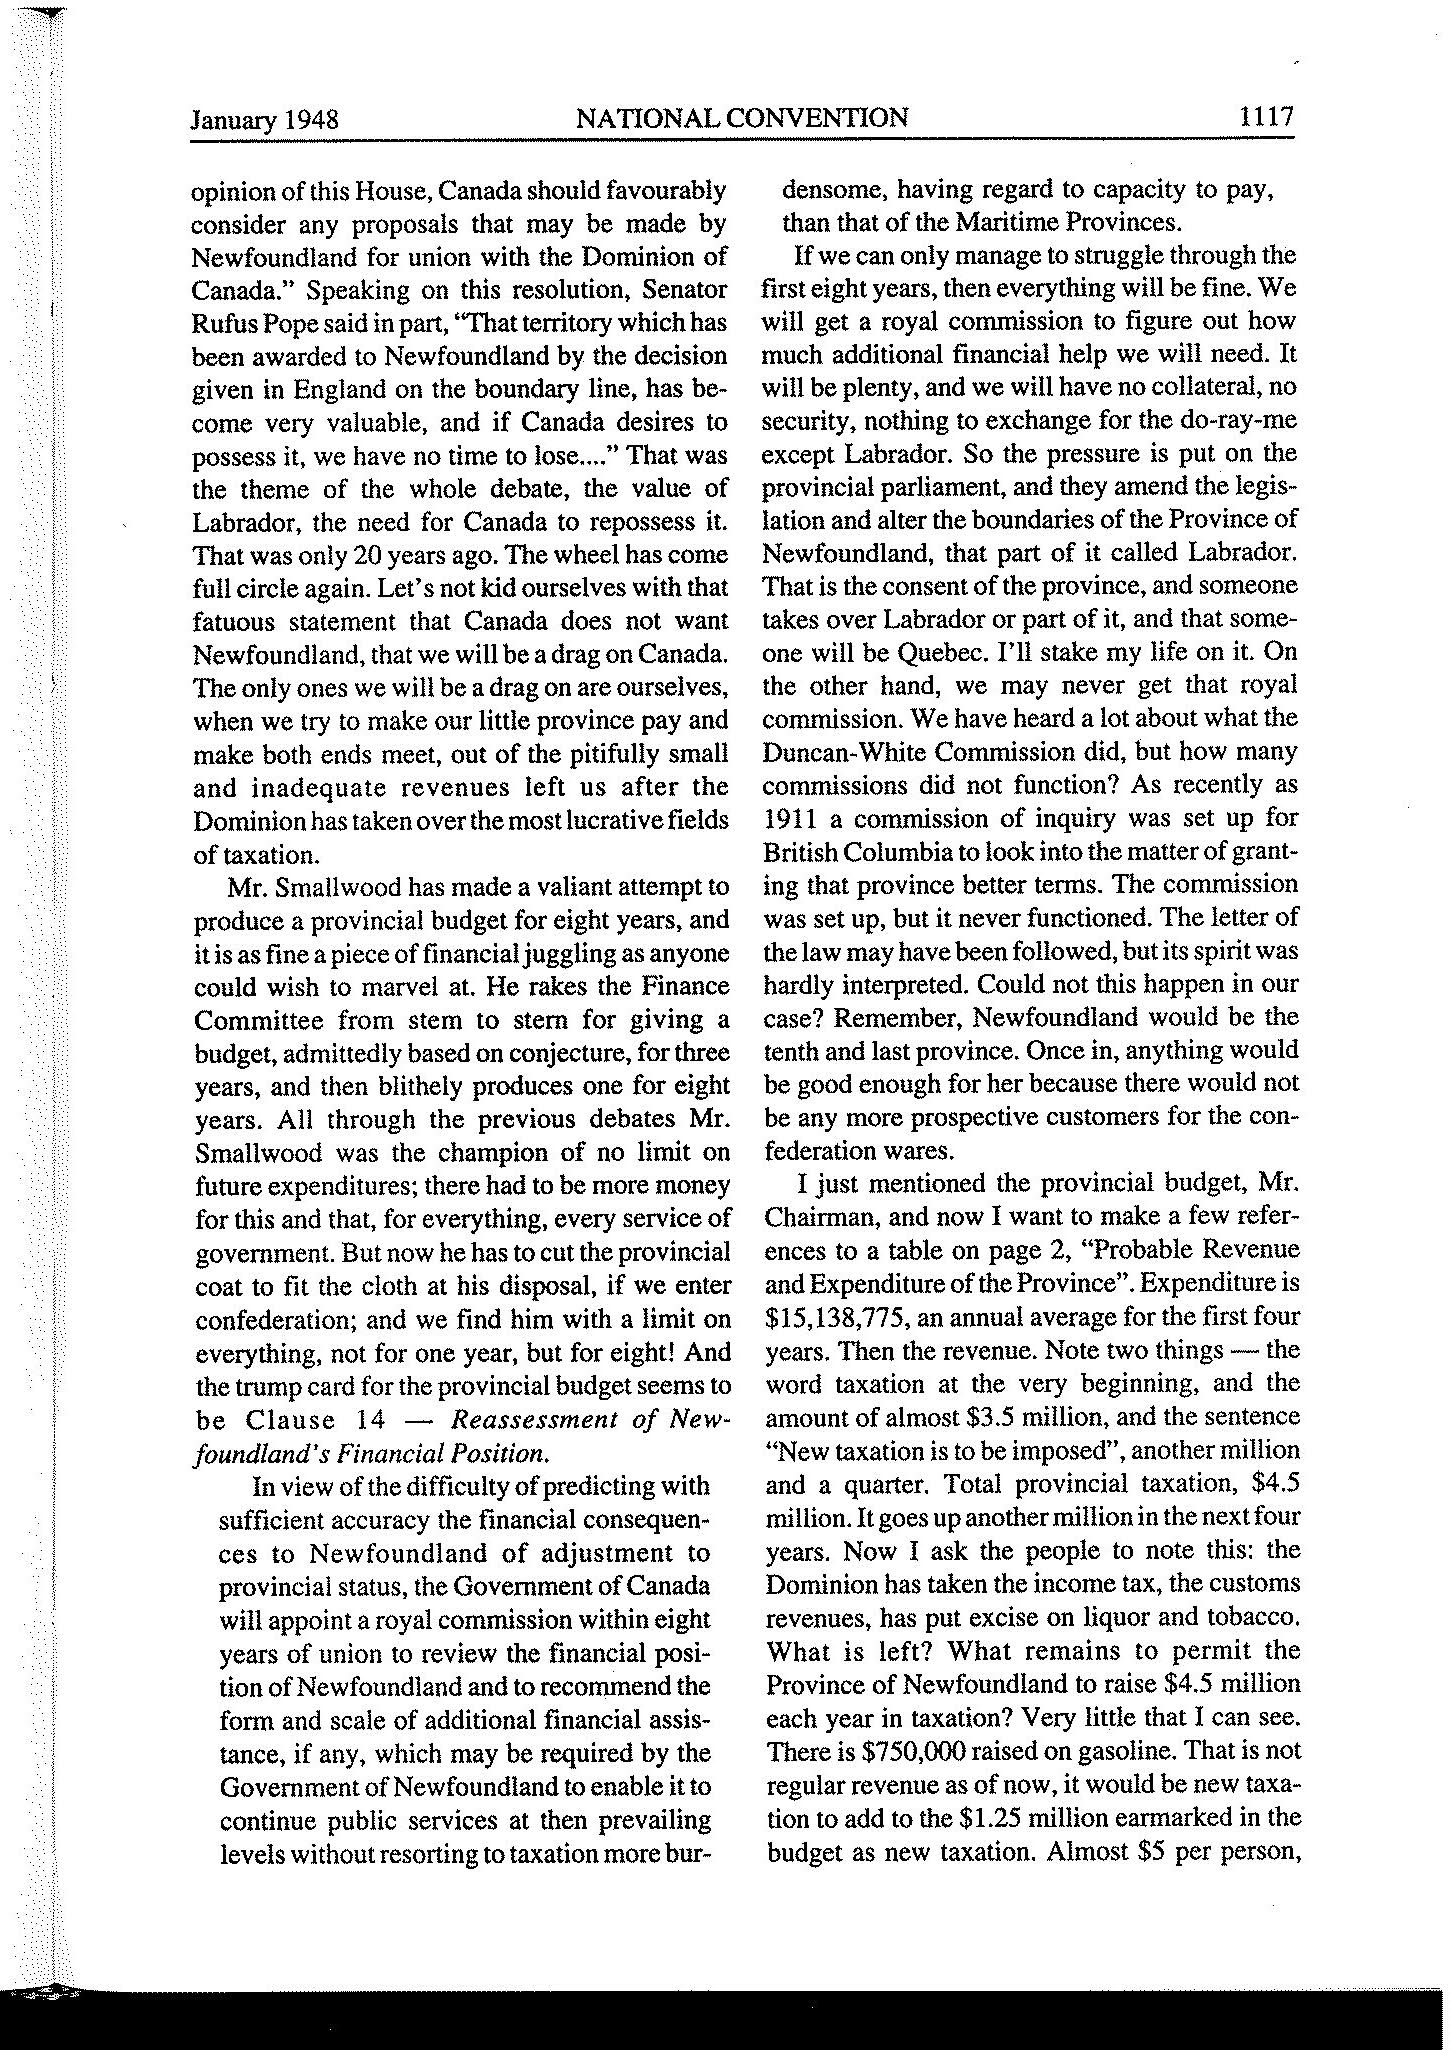 January 1948 NATIONAL CONVENTION 1117
opinion of this House, Canada should favourably
consider any proposals that may be made by
Newfoundland for union with the Dominion of
Canada.” Speaking on this resolution, Senator
Rufus Pope said in part, “That territory which has
been awarded to Newfoundland by the decision
given in England on the boundary line, has be-
come very valuable, and if Canada desires to
possess it, we have no time to lose....” That was
the theme of the whole debate, the value of
Labrador, the need for Canada to repossess it.
That was only 20 years ago. The wheel has come
full circle again. Let’s not kid ourselves with that
fatuous statement that Canada does not want
Newfoundland, that we will be a drag on Canada.
The only ones we will be a drag on are ourselves,
when we try to make our little province pay and
make both ends meet, out of the pitifully small
and inadequate revenues left us after the
Dominion has taken over the most lucrative fields
of taxation.
Mr. Smallwood has made a valiant attempt to
produce a provincial budget for eight years, and
it is as fine a piece of financial juggling as anyone
could wish to marvel at. He rakes the Finance
Committee from stem to stern for giving a
budget, admittedly based on conjecture, for three
years, and then blithely produces one for eight
years. All through the previous debates Mr.
Smallwood was the champion of no limit on
future expenditures; there had to be more money
for this and that, for everything, every service of
government. But now he has to cut the provincial
coat to fit the cloth at his disposal, if we enter
confederation; and we find him with a limit on
everything, not for one year, but for eight! And
the trump card for the provincial budget seems to
be Clause 14 — Reassessment of New-
foundland’s Financial Position.
In view of the difficulty of predicting with
sufficient accuracy the financial consequen-
ces to Newfoundland of adjustment to
provincial status, the Government of Canada
will appoint a royal commission within eight
years of union to review the financial posi-
tion of Newfoundland and to recommend the
form and scale of additional financial assis-
tance, if any, which may be required by the
Government of Newfoundland to enable it to
continue public services at then prevailing
levels without resorting to taxation more bur-
densome, having regard to capacity to pay,
than that of the Maritime Provinces.
If we can only manage to struggle through the
first eight years, then everything will be fine. We
will get a royal commission to figure out how
much additional financial help we will need. It
will be plenty, and we will have no collateral, no
security, nothing to exchange for the do-ray-me
except Labrador. So the pressure is put on the
provincial parliament, and they amend the legis-
lation and alter the boundaries of the Province of
Newfoundland, that part of it called Labrador.
That is the consent of the province, and someone
takes over Labrador or part of it, and that some-
one will be Quebec. I’ll stake my life on it. On
the other hand, we may never get that royal
commission. We have heard a lot about what the
Duncan-White Commission did, but how many
commissions did not function? As recently as
1911 a commission of inquiry was set up for
British Columbia to look into the matter of grant-
ing that province better terms. The commission
was set up, but it never functioned. The letter of
the law may have been followed, but its spirit was
hardly interpreted. Could not this happen in our
case? Remember, Newfoundland would be the
tenth and last province. Once in, anything would
be good enough for her because there would not
be any more prospective customers for the con-
federation wares.
I just mentioned the provincial budget, Mr.
Chairman, and now I want to make a few refer-
ences to a table on page 2, “Probable Revenue
and Expenditure of the Province”. Expenditure is
$15,138,775, an annual average for the first four
years. Then the revenue. Note two things — the
word taxation at the very beginning, and the
amount of almost $3.5 million, and the sentence
“New taxation is to be imposed”, another million
and a quarter. Total provincial taxation, $4.5
million. It goes up another million in the next four
years. Now I ask the people to note this: the
Dominion has taken the income tax, the customs
revenues, has put excise on liquor and tobacco.
What is left? What remains to permit the
Province of Newfoundland to raise $4.5 million
each year in taxation? Very little that I can see.
There is $750,000 raised on gasoline. That is not
regular revenue as of now, it would be new taxa-
tion to add to the $1.25 million earmarked in the
budget as new taxation. Almost $5 per person,